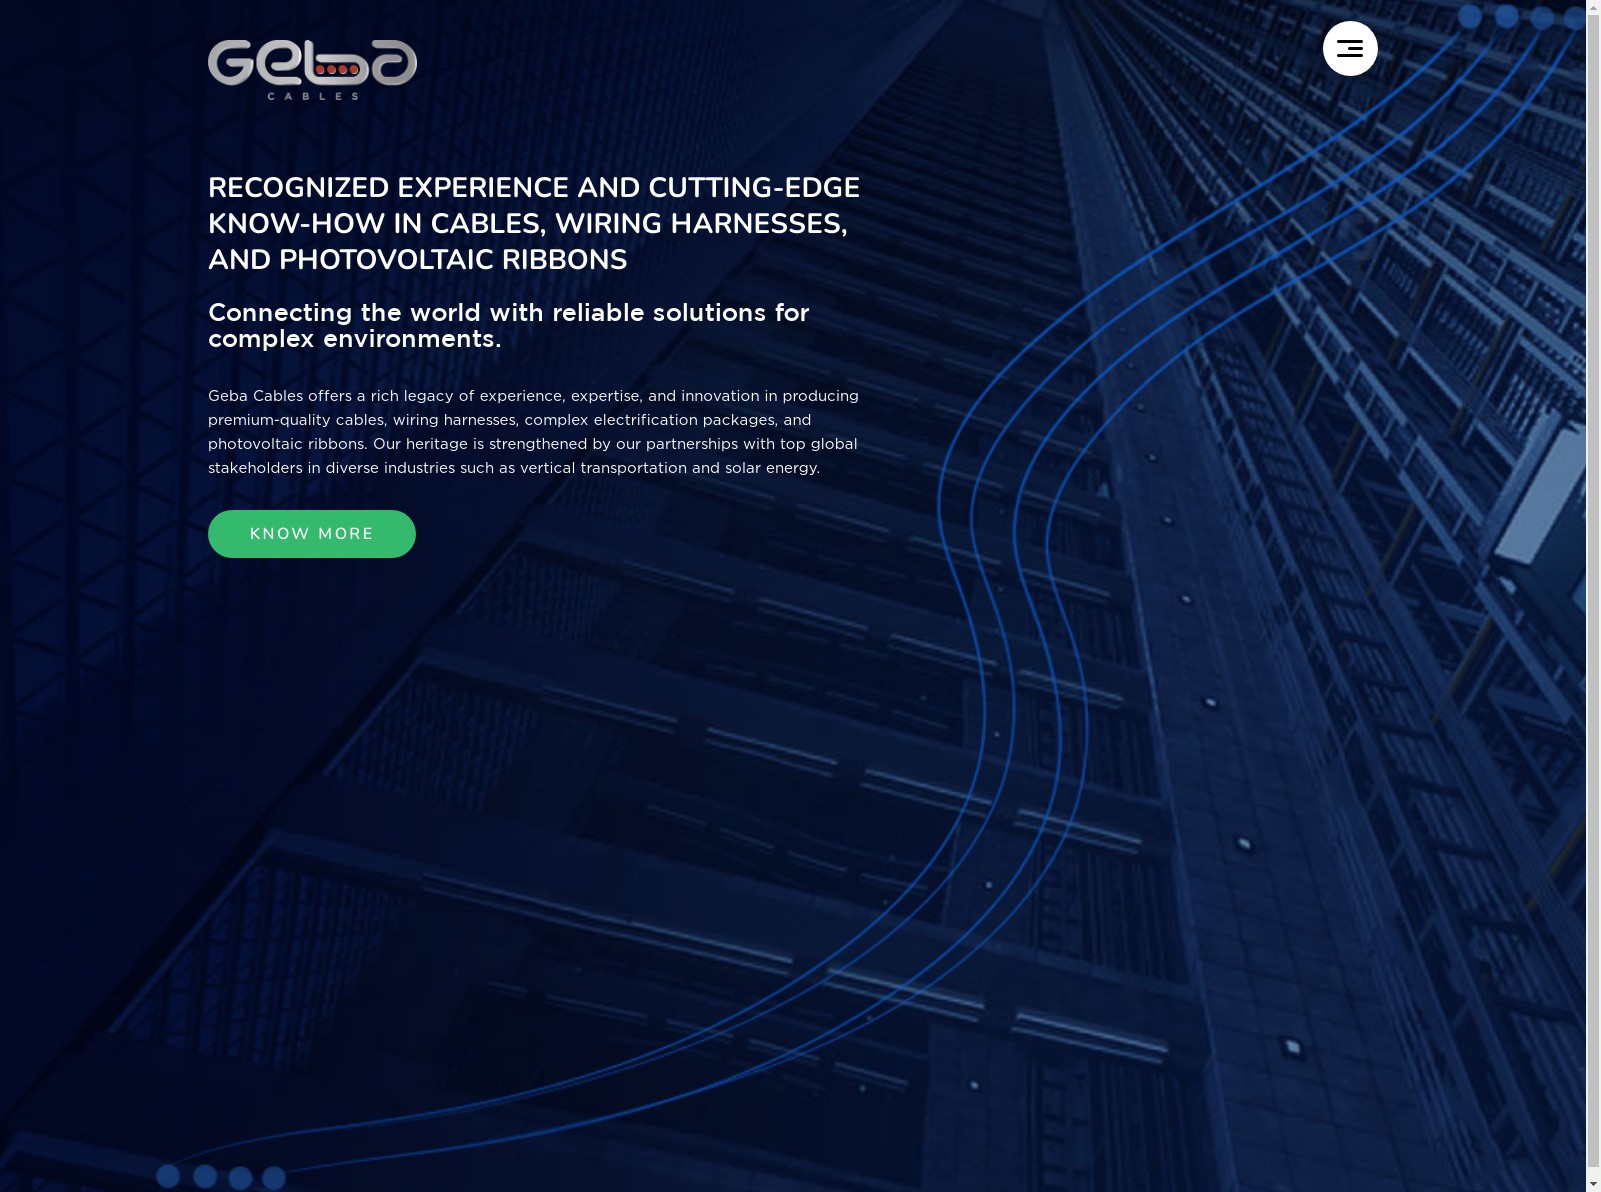 Geba
CABLES
RECOGNIZED EXPERIENCE AND CUTTING-EDGE
KNOW-HOW IN CABLES, WIRING HARNESSES,
AND PHOTOVOLTAIC RIBBONS
Connecting the world with reliable solutions for
complex environments.
Geba Cables offers a rich legacy of experience, expertise, and innovation in producing
premium-quality cables, wiring harnesses, complex electrification packages, and
photovoltaic ribbons. Our heritage is strengthened by our partnerships with top global
stakeholders in diverse industries such as vertical transportation and solar energy.
KNOW MORE